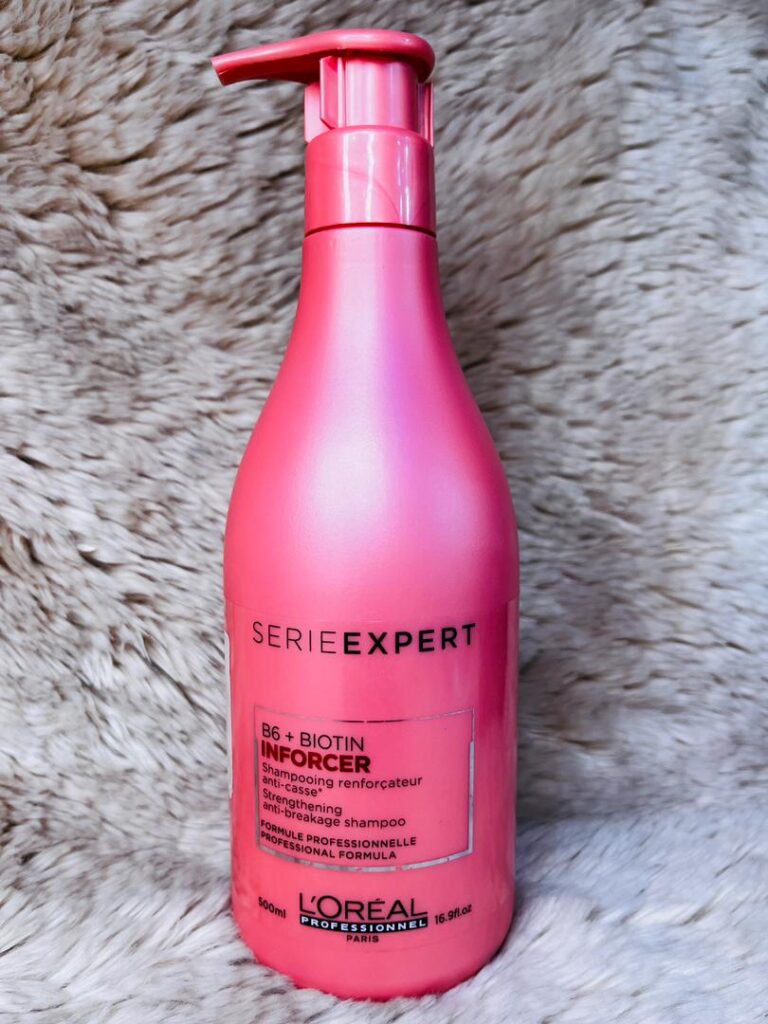 SERIEEXPERT
B6 + BIOTIN
INFORCER
Shampooing renforçateur
anti-casse*
Strengthening
anti-breakage shampoo
FORMULE PROFESSIONNELLE
PROFESSIONAL FORMULA
500ml
L'ORÉAL
PROFESSIONNEL
PARIS
16.9fl.oz